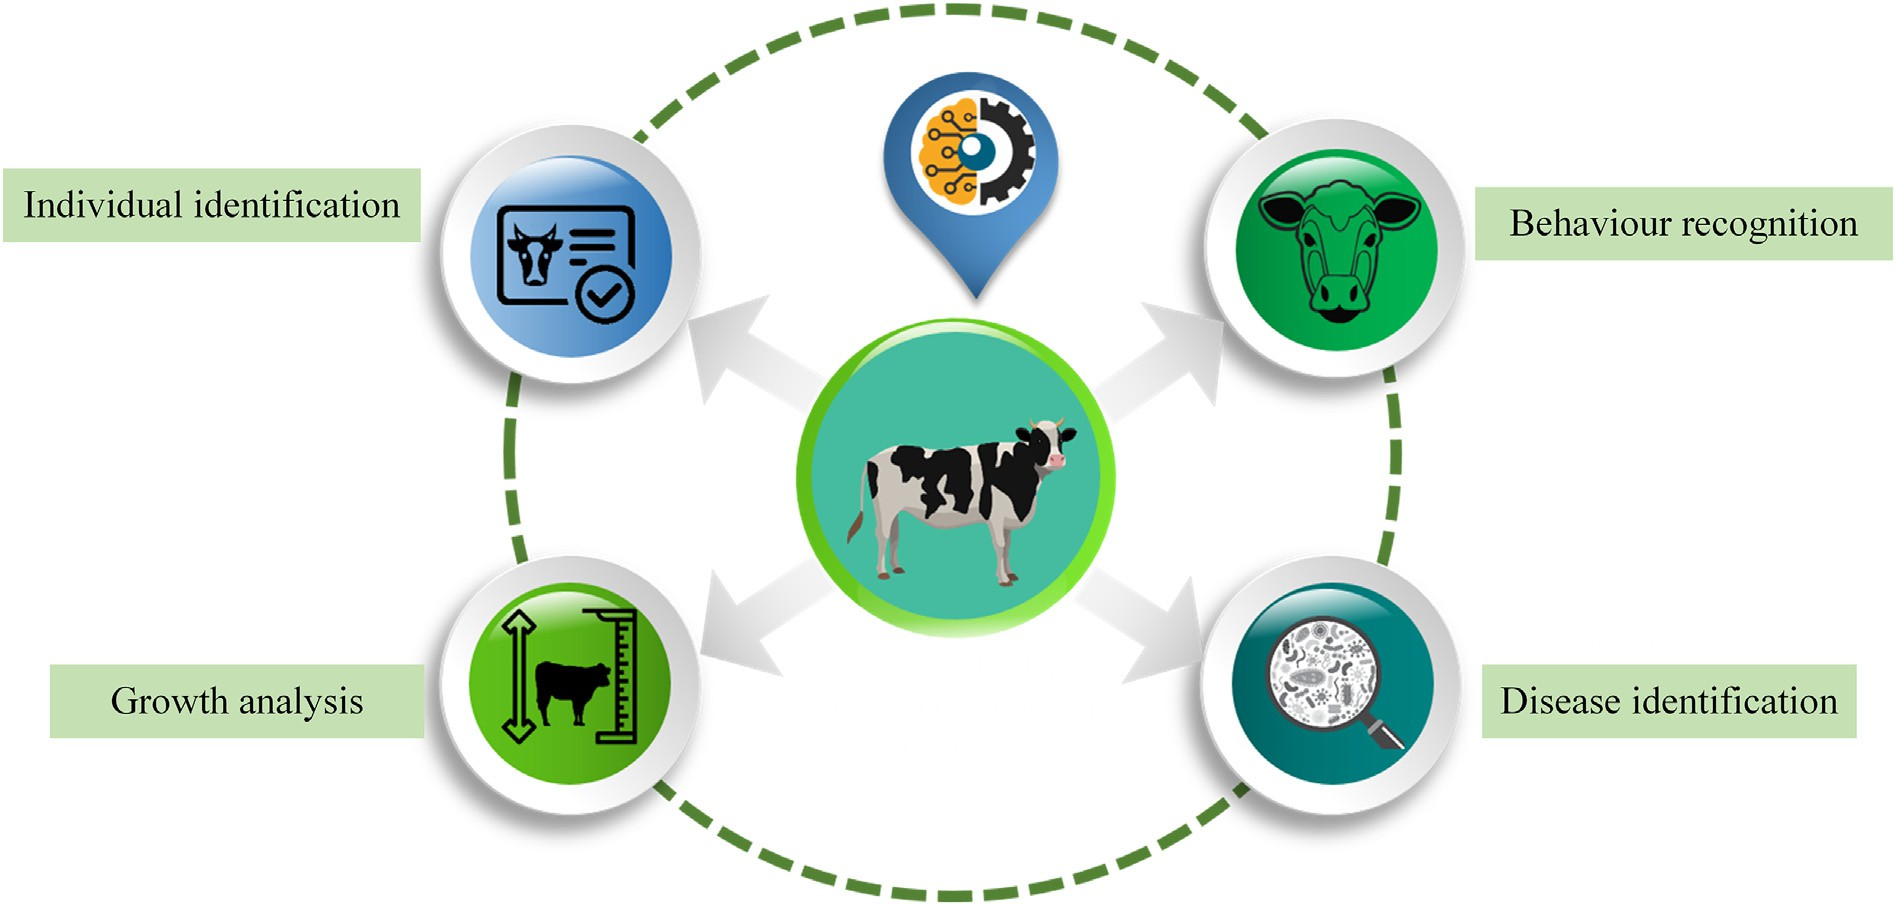 Individual identification
Behaviour recognition
Growth analysis
Disease identification